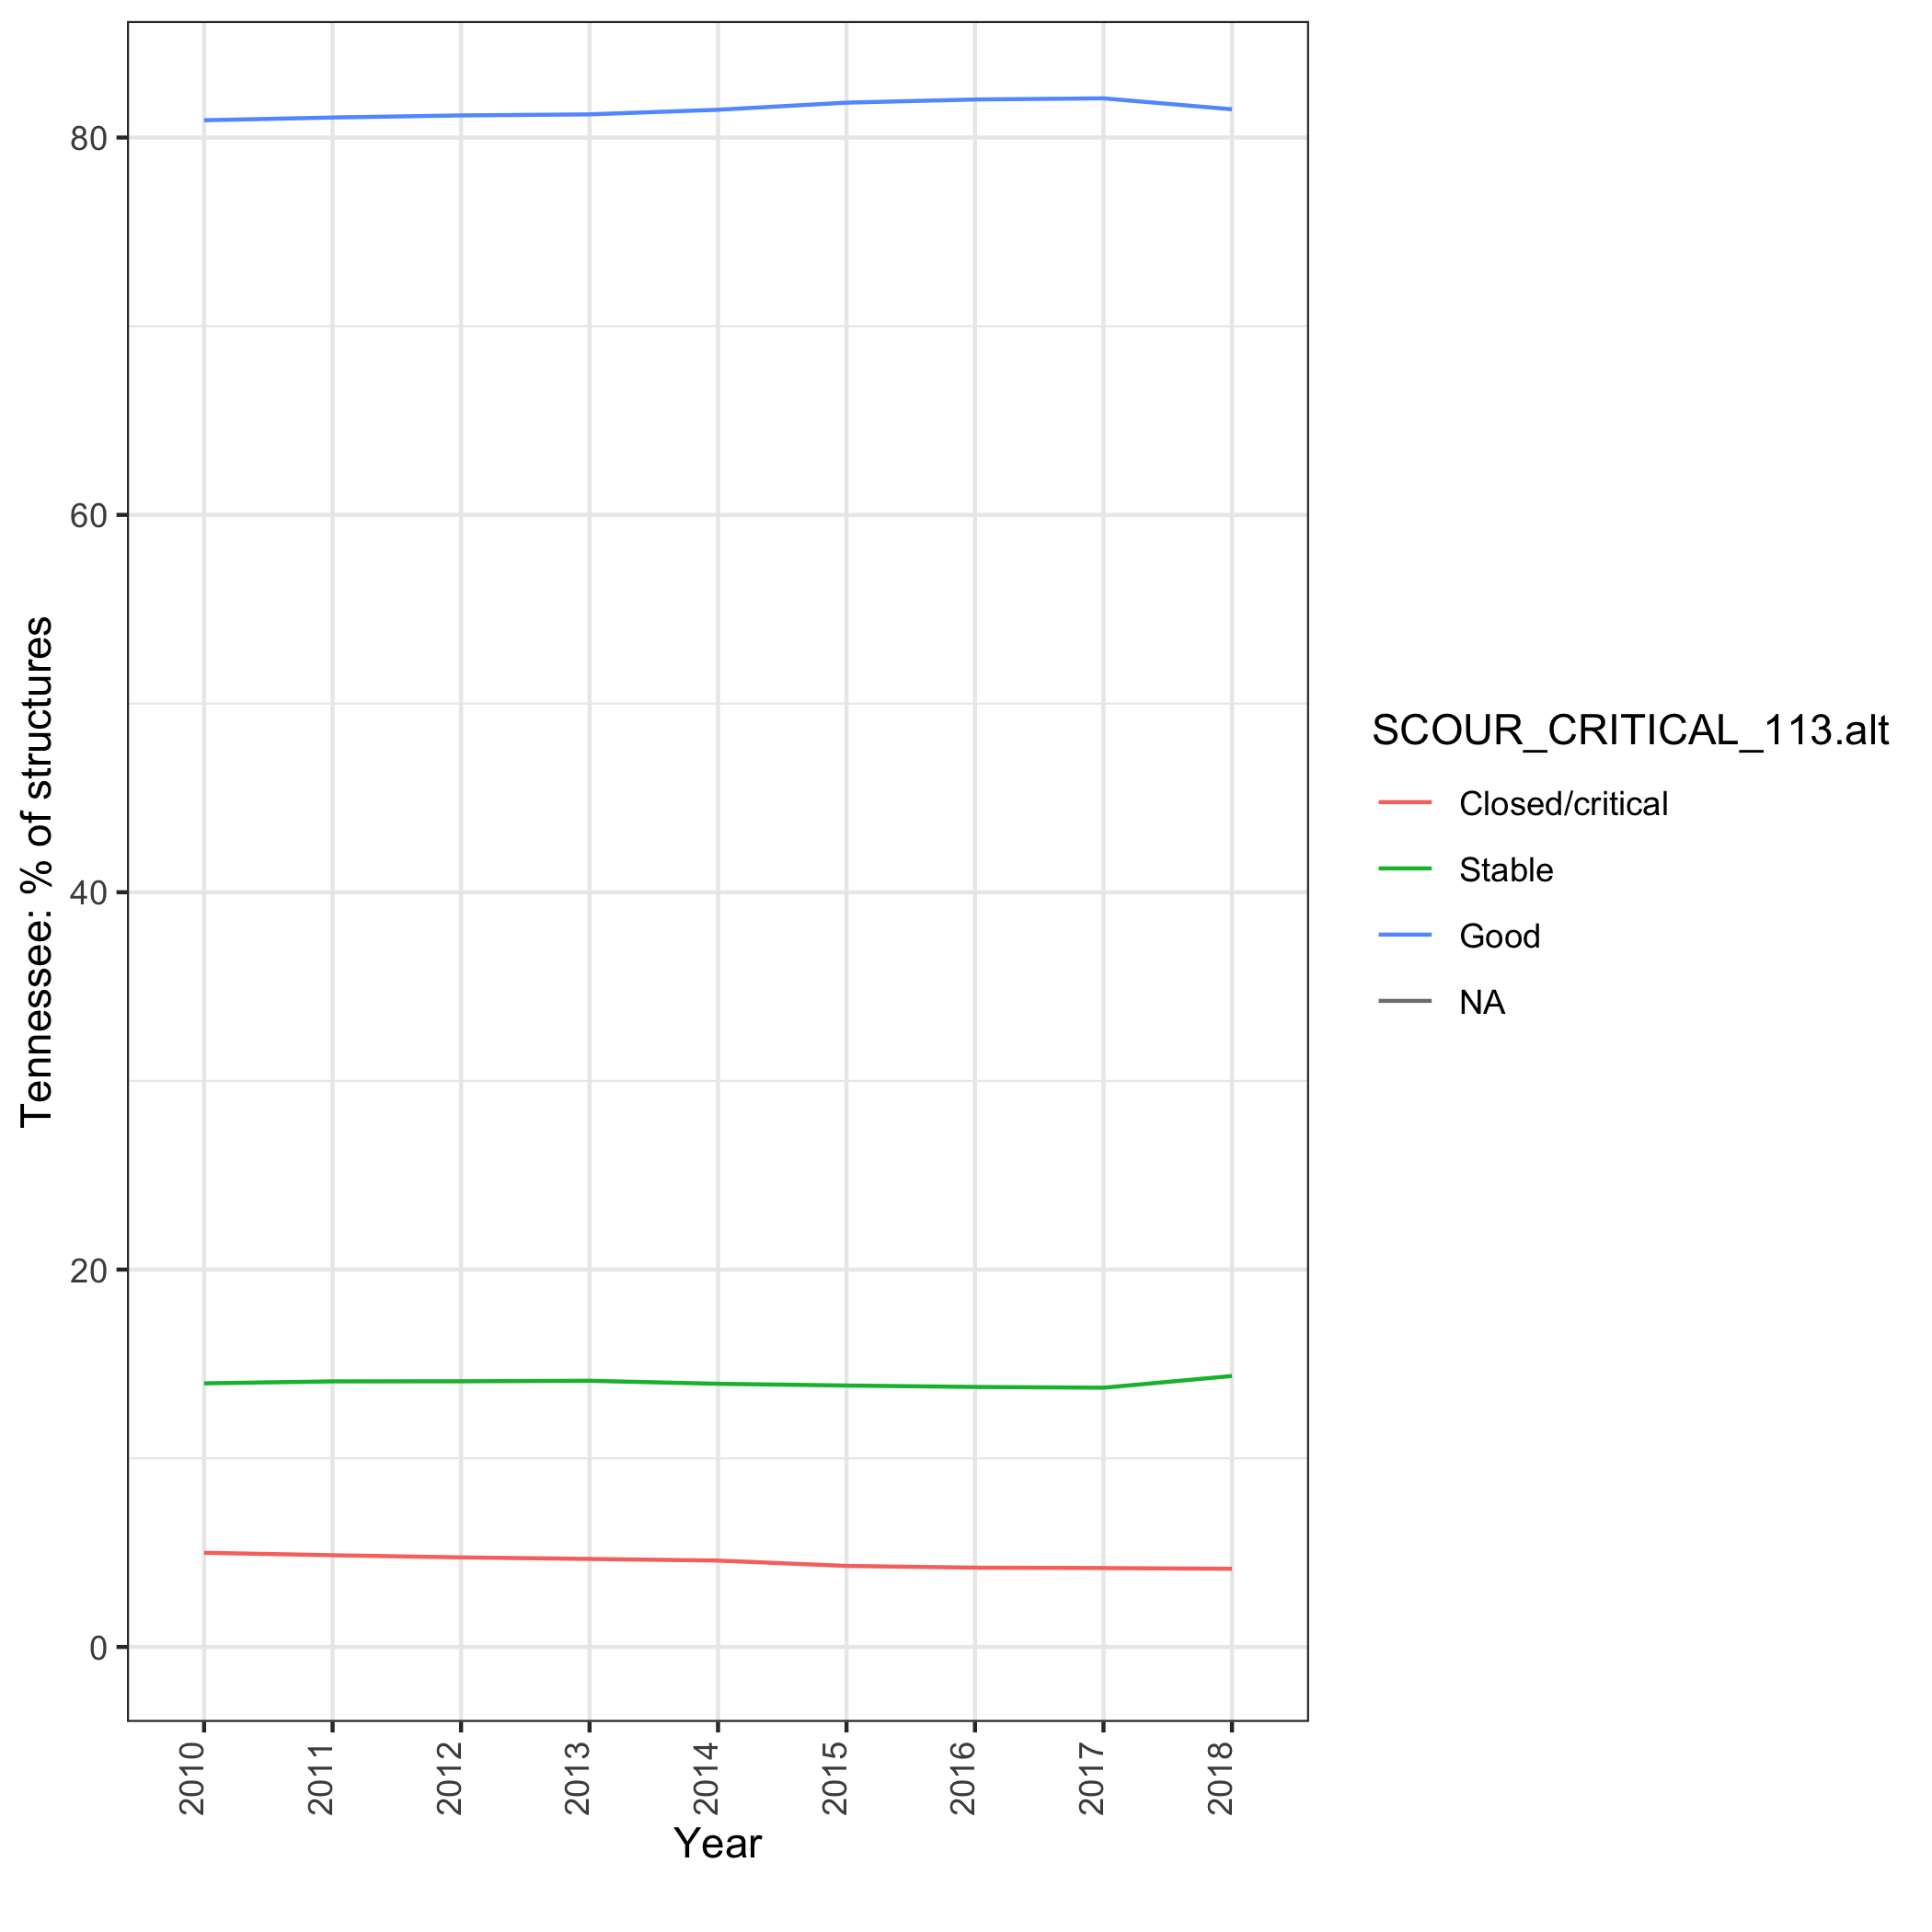 Tennessee: % of structures
80
60
40
20
0
2010
2011
2012
2013
2014
2015
2016
2017
2018
Year
SCOUR_CRITICAL_113.alt
Closed/critical
Stable
Good
NA